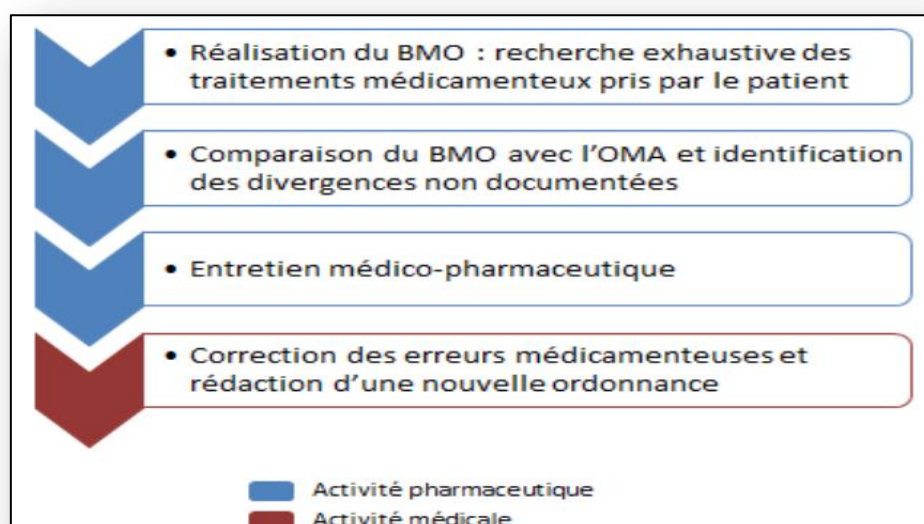 • Réalisation du BMO : recherche exhaustive des
traitements médicamenteux pris par le patient
• Comparaison du BMO avec l'OMA et identification
des divergences non documentées
• Entretien médico-pharmaceutique
• Correction des erreurs médicamenteuses et
rédaction d'une nouvelle ordonnance
Activité pharmaceutique
Activité médicale